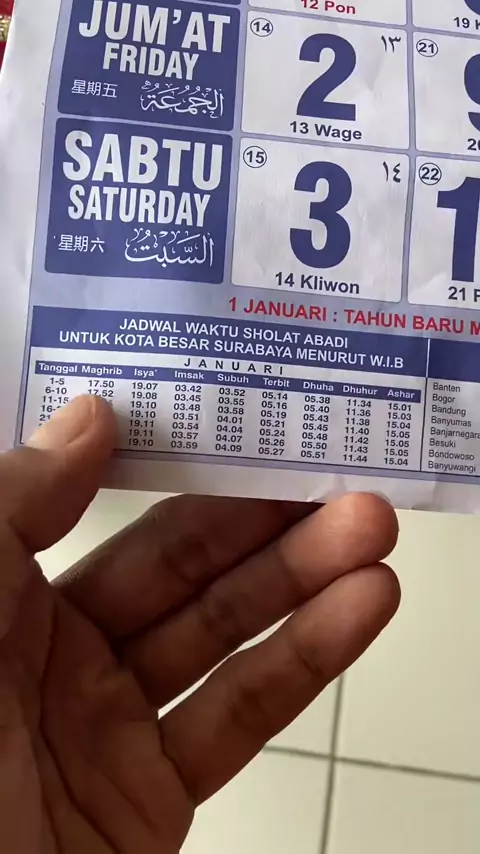 12 Pon
JUM'AT
FRIDAY
星期五
الجمعة
14
2
١٣
13 Wage
21
SABTU
SATURDAY
星期六
السبت
15
3
١٤
14 Kliwon
22
1 JANUARI : TAHUN BARU
JADWAL WAKTU SHOLAT ABADI
UNTUK KOTA BESAR SURABAYA MENURUT W.I.B
JANUARI
Tanggal Maghrib Isya' Imsak Subuh Terbit Dhuha Dhuhur Ashar
1-5 17.50 19.07 03.42 03.52 05.14 05.38 11.34 15.01
6-10 17.52 19.08 03.45 03.55 05.16 05.40 11.36 15.03
11-15 19.10 03.48 03.58 05.19 05.43 11.38 15.04
19.10 03.51 04.01 05.21 05.45 11.40 15.05
19.11 03.54 04.04 05.24 05.48 11.42 15.05
19.11 03.57 04.07 05.26 05.50 11.43 15.05
19.10 03.59 04.09 05.27 05.51 11.44 15.04
Banten
Bogor
Bandung
Banyumas
Banjarnegara
Besuki
Bondowoso
Banyuwangi